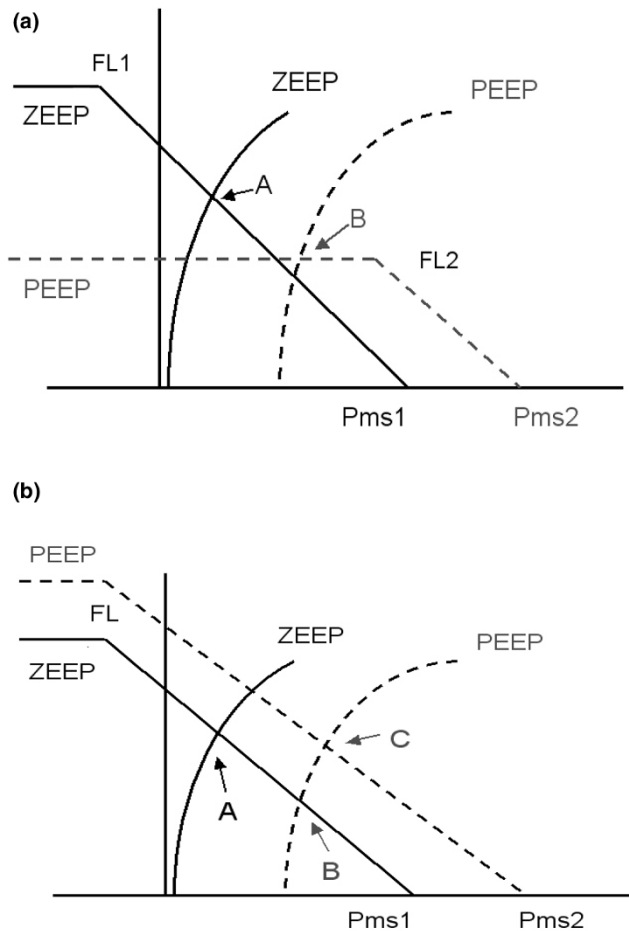 (a)
FL1
ZEEP
PEEP
ZEEP
A
B
PEEP
FL2
Pms1
Pms2
(b)
PEEP
FL
ZEEP
PEEP
ZEEP
C
A
B
Pms1
Pms2